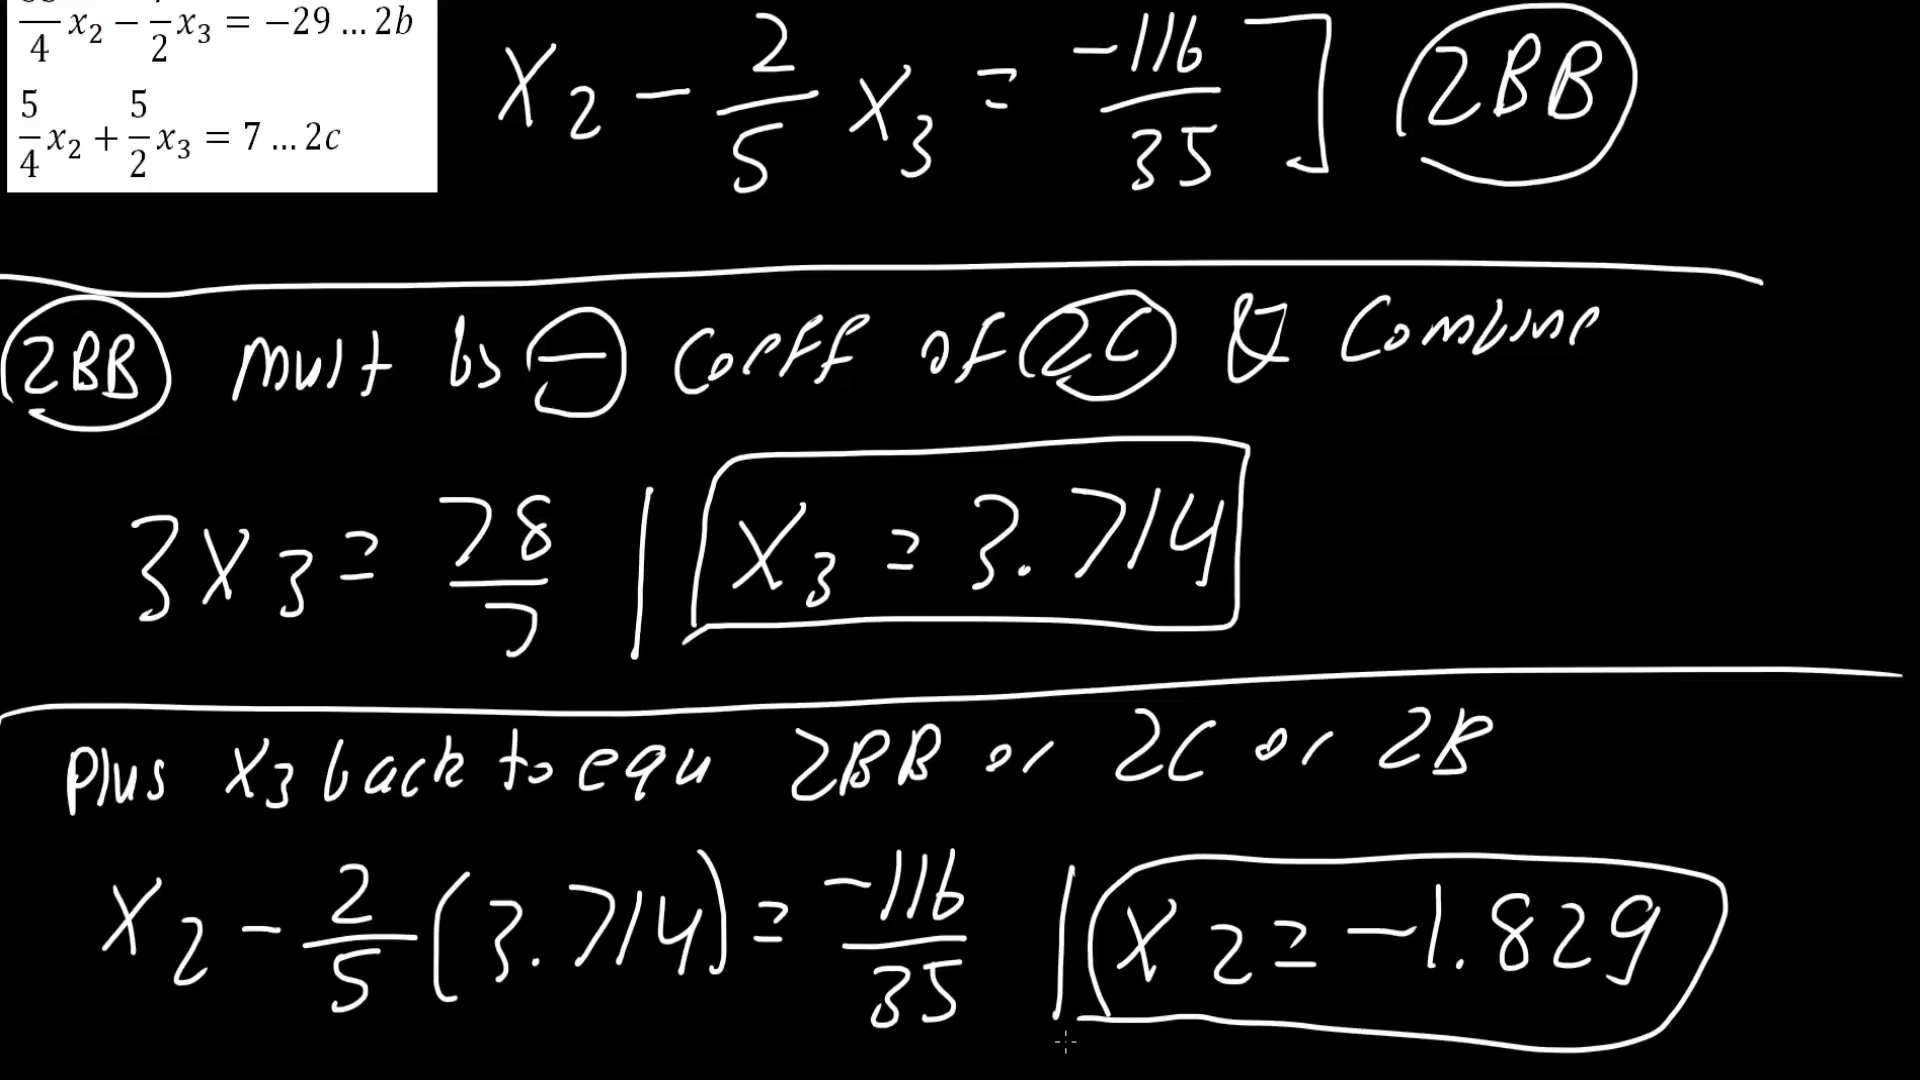 /4 x₂ − /2 x₃ = −29 ... 2b
5/4 x₂ + 5/2 x₃ = 7 ... 2c
X₂ − 2/5 X₃ = −116/35 ] 2BB
2BB mult by − coeff of 2C & combine
3X₃ = 78/7 | X₃ = 3.714
Plus X₃ back to equ 2BB or 2C or 2B
X₂ − 2/5 (3.714) = −116/35 | X₂ = −1.829